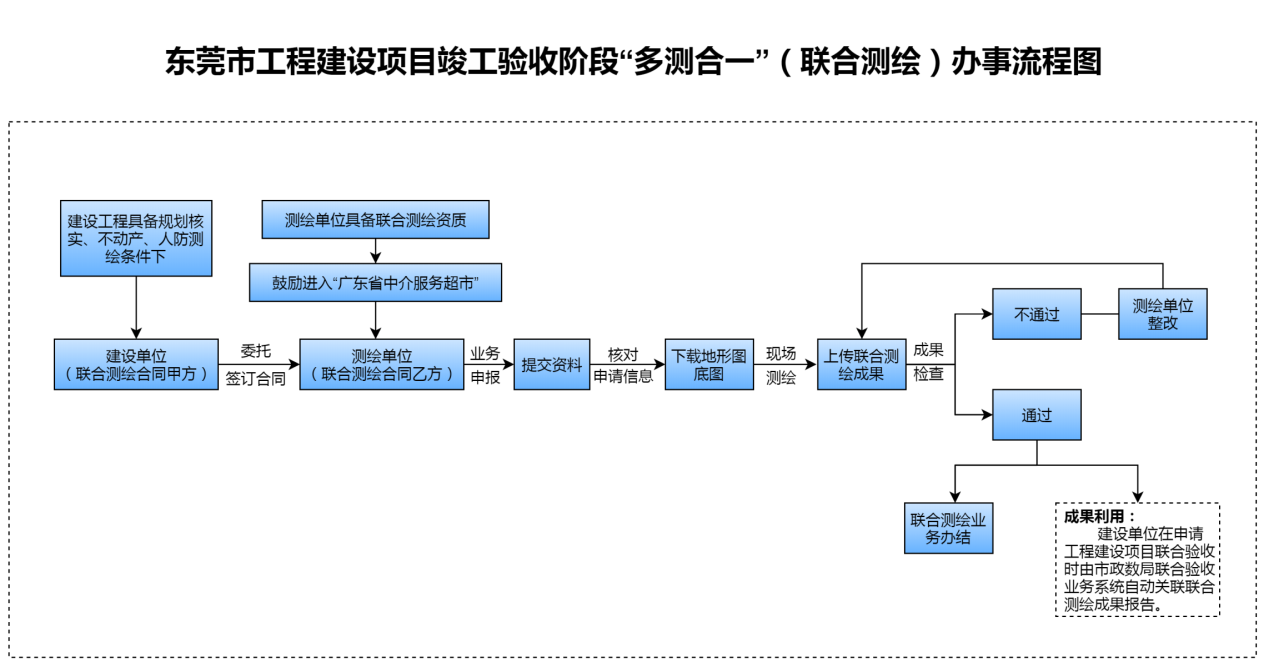 东莞市工程建设项目竣工验收阶段“多测合一”（联合测绘）办事流程图
建设工程具备规划核
实、不动产、人防测
绘条件下
测绘单位具备联合测绘资质
鼓励进入“广东省中介服务超市”
建设单位
（联合测绘合同甲方）
委托
签订合同
测绘单位
（联合测绘合同乙方）
业务
申报
提交资料
核对
申请信息
下载地形图
底图
现场
测绘
上传联合测
绘成果
成果
检查
不通过
测绘单位
整改
通过
联合测绘业
务办结
成果利用：
建设单位在申请
工程建设项目联合验收
时由市政数局联合验收
业务系统自动关联联合
测绘成果报告。